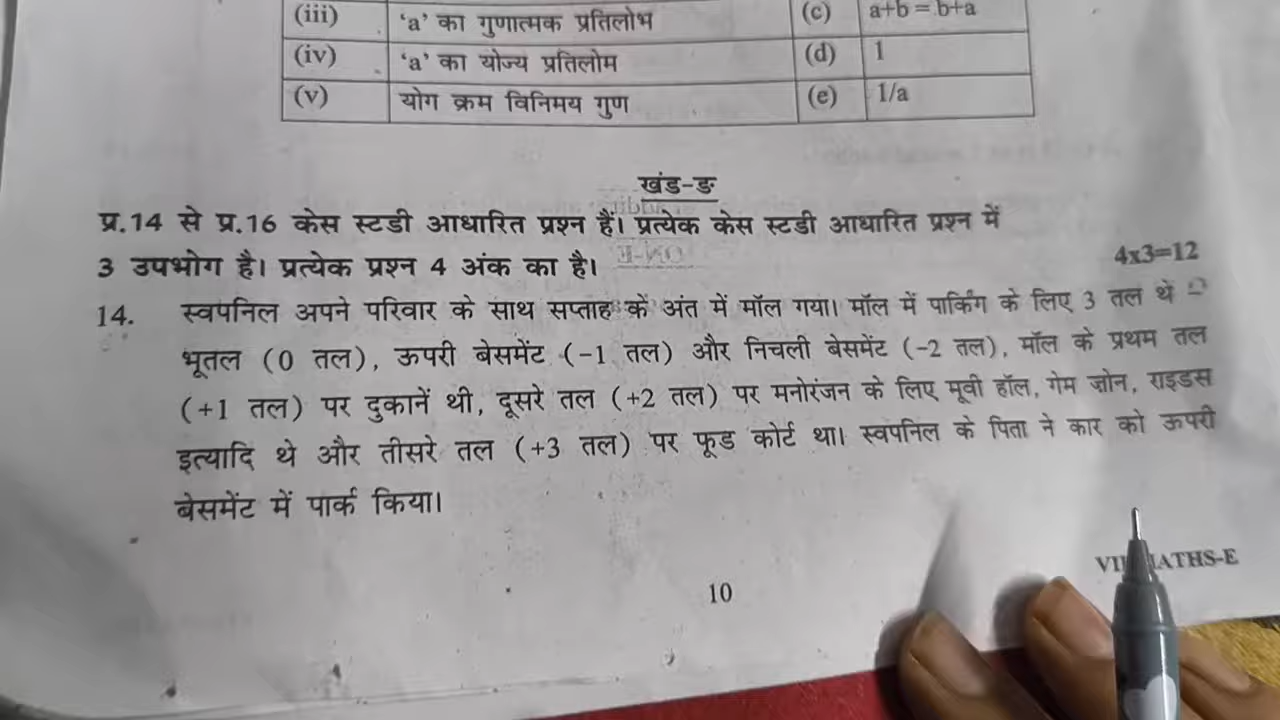 (iii) 'a' का गुणात्मक प्रतिलोभ (c) a+b = b+a
(iv) 'a' का योज्य प्रतिलोम (d) 1
(v) योग क्रम विनिमय गुण (e) 1/a
खंड-ङ
प्र.14 से प्र.16 केस स्टडी आधारित प्रश्न हैं। प्रत्येक केस स्टडी आधारित प्रश्न में
3 उपभोग है। प्रत्येक प्रश्न 4 अंक का है।
4x3=12
14. स्वपनिल अपने परिवार के साथ सप्ताह के अंत में मॉल गया। मॉल में पार्किंग के लिए 3 तल थे
भूतल (0 तल), ऊपरी बेसमेंट (-1 तल) और निचली बेसमेंट (-2 तल), मॉल के प्रथम तल
(+1 तल) पर दुकानें थी, दूसरे तल (+2 तल) पर मनोरंजन के लिए मूवी हॉल, गेम ज़ोन, राइडस
इत्यादि थे और तीसरे तल (+3 तल) पर फूड कोर्ट था। स्वपनिल के पिता ने कार को ऊपरी
बेसमेंट में पार्क किया।
10